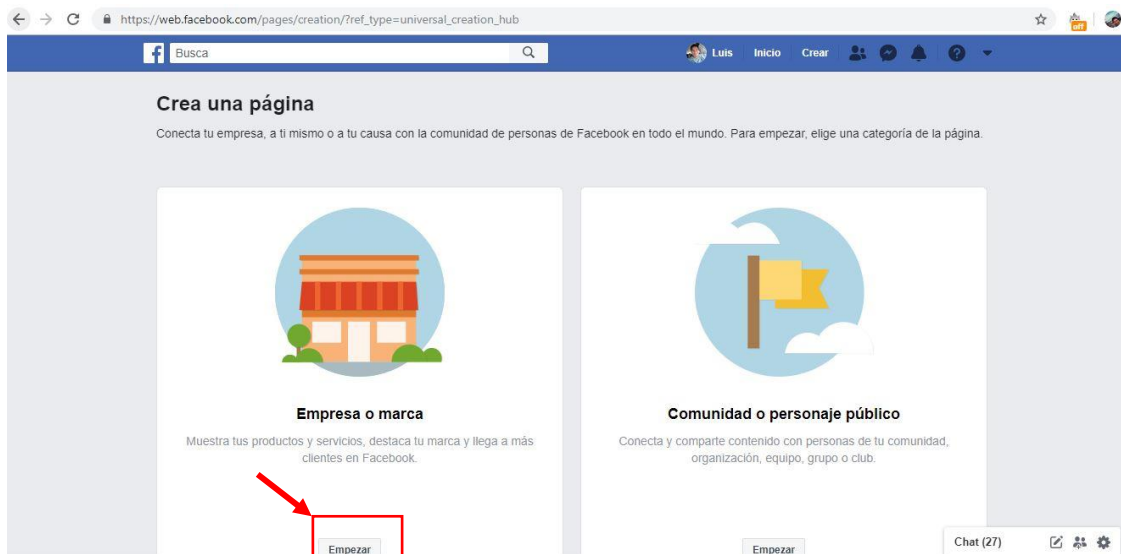 https://web.facebook.com/pages/creation/?ref_type=universal_creation_hub
off
f Busca Luis Inicio Crear
Crea una página
Conecta tu empresa, a ti mismo o a tu causa con la comunidad de personas de Facebook en todo el mundo. Para empezar, elige una categoría de la página.
Empresa o marca
Muestra tus productos y servicios, destaca tu marca y llega a más
clientes en Facebook.
Empezar
Comunidad o personaje público
Conecta y comparte contenido con personas de tu comunidad,
organización, equipo, grupo o club.
Empezar
Chat (27)